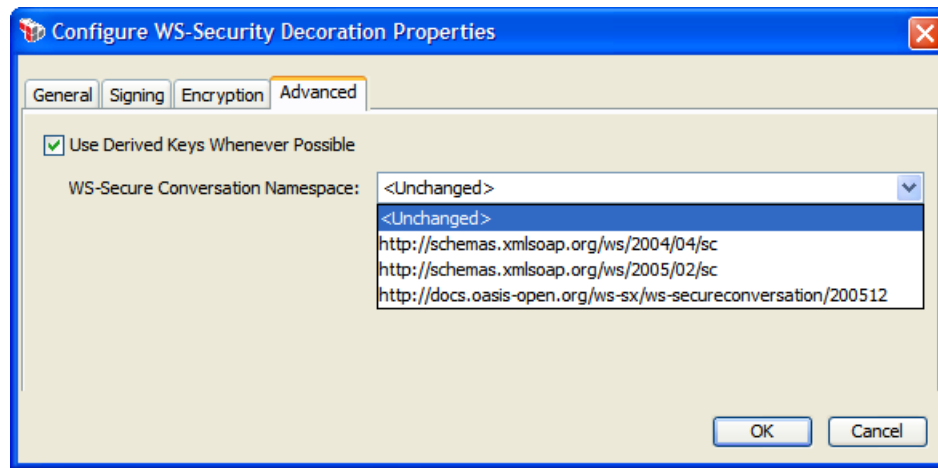 Configure WS-Security Decoration Properties
General Signing Encryption Advanced
Use Derived Keys Whenever Possible
WS-Secure Conversation Namespace: <Unchanged>
<Unchanged>
http://schemas.xmlsoap.org/ws/2004/04/sc
http://schemas.xmlsoap.org/ws/2005/02/sc
http://docs.oasis-open.org/ws-sx/ws-secureconversation/200512
OK Cancel